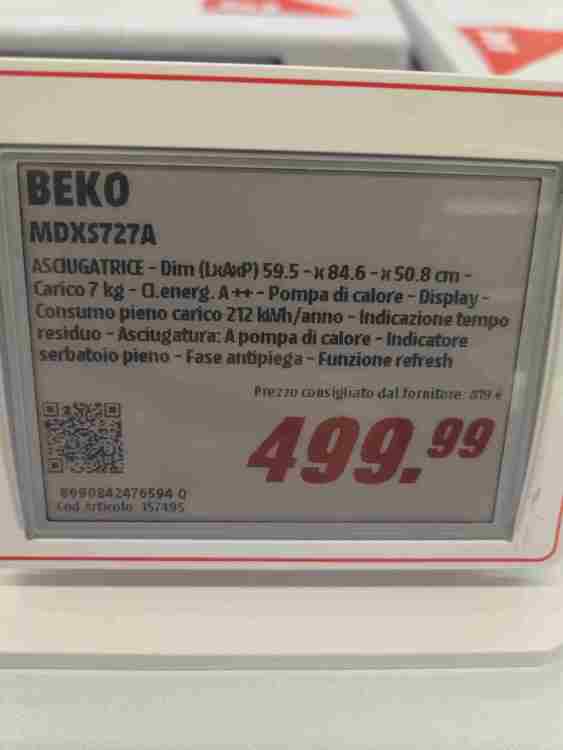 BEKO
MDXS727A
ASCIUGATRICE - Dim (LxAxP) 59.5 - x 84.6 - x 50.8 cm -
Carico 7 kg - Cl.energ. A ++ - Pompa di calore - Display -
Consumo pieno carico 212 kWh/anno - Indicazione tempo
residuo - Asciugatura: A pompa di calore - Indicatore
serbatoio pieno - Fase antipiega - Funzione refresh
Prezzo consigliato dal fornitore: 819 €
499.99
8690842476594 Q
Cod.Articolo 157495